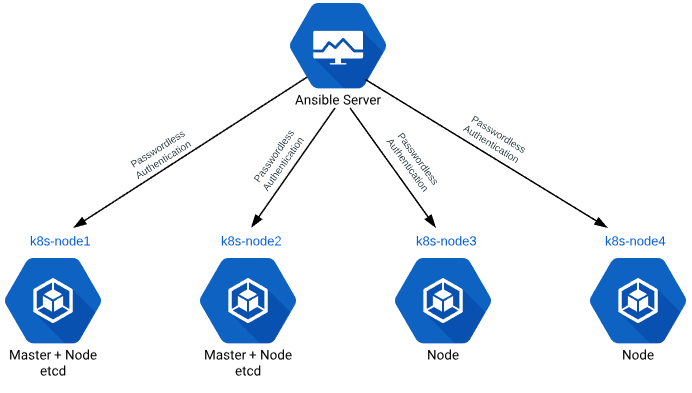 Ansible Server
Passwordless
Authentication
Passwordless
Authentication
Passwordless
Authentication
Passwordless
Authentication
k8s-node1
k8s-node2
k8s-node3
k8s-node4
Master + Node
etcd
Master + Node
etcd
Node
Node